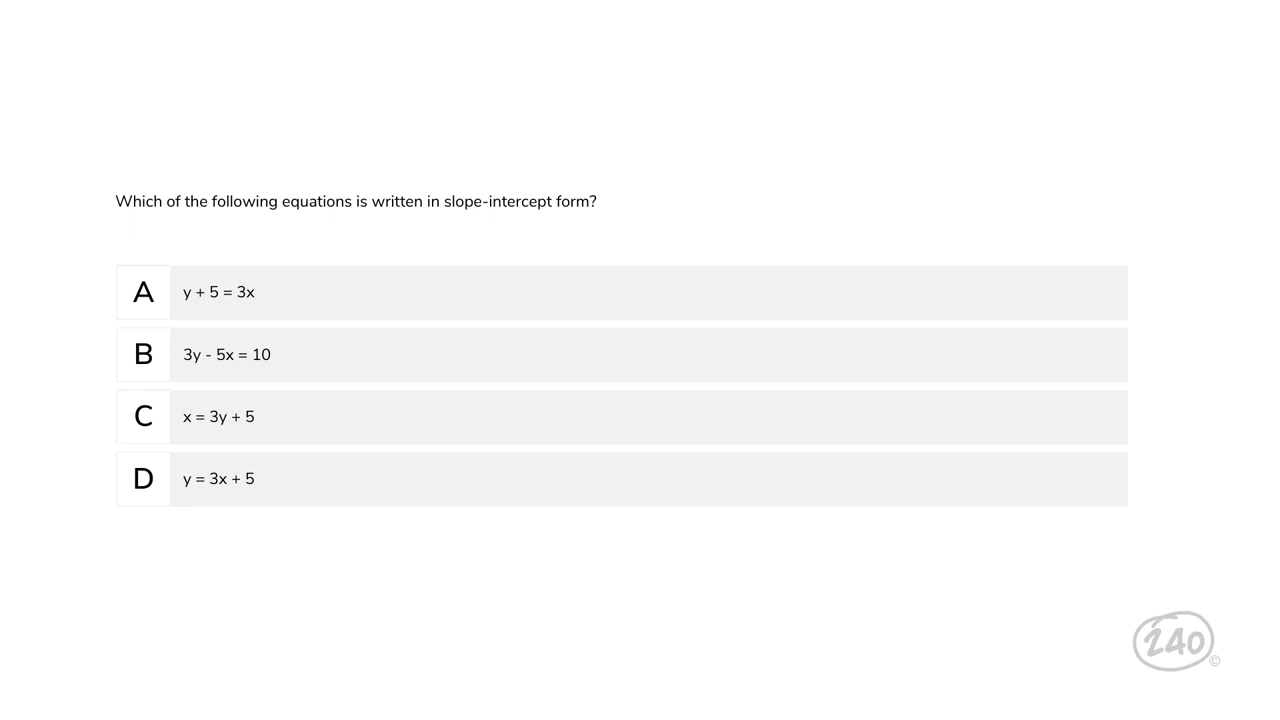 Which of the following equations is written in slope-intercept form?
A y + 5 = 3x
B 3y - 5x = 10
C x = 3y + 5
D y = 3x + 5
240
©